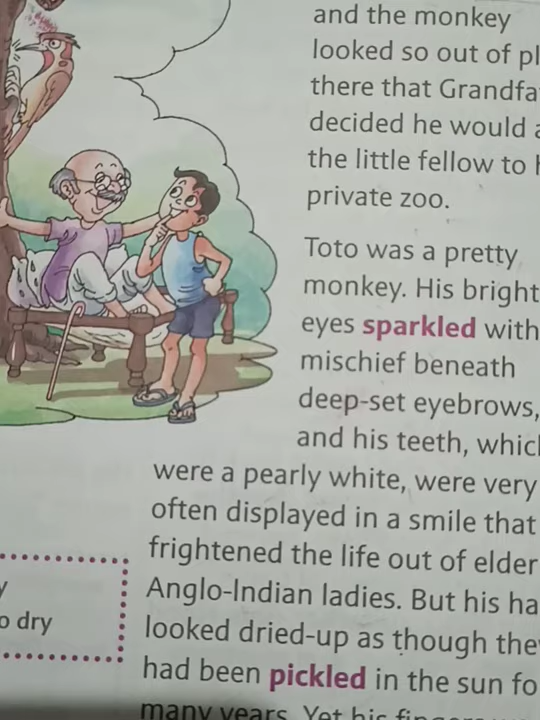 and the monkey
looked so out of pl
there that Grandfa
decided he would a
the little fellow to h
private zoo.
Toto was a pretty
monkey. His bright
eyes sparkled with
mischief beneath
deep-set eyebrows,
and his teeth, whic
were a pearly white, were very
often displayed in a smile that
frightened the life out of elder
Anglo-Indian ladies. But his ha
looked dried-up as though the
had been pickled in the sun fo
many years. Yet his
y
o dry